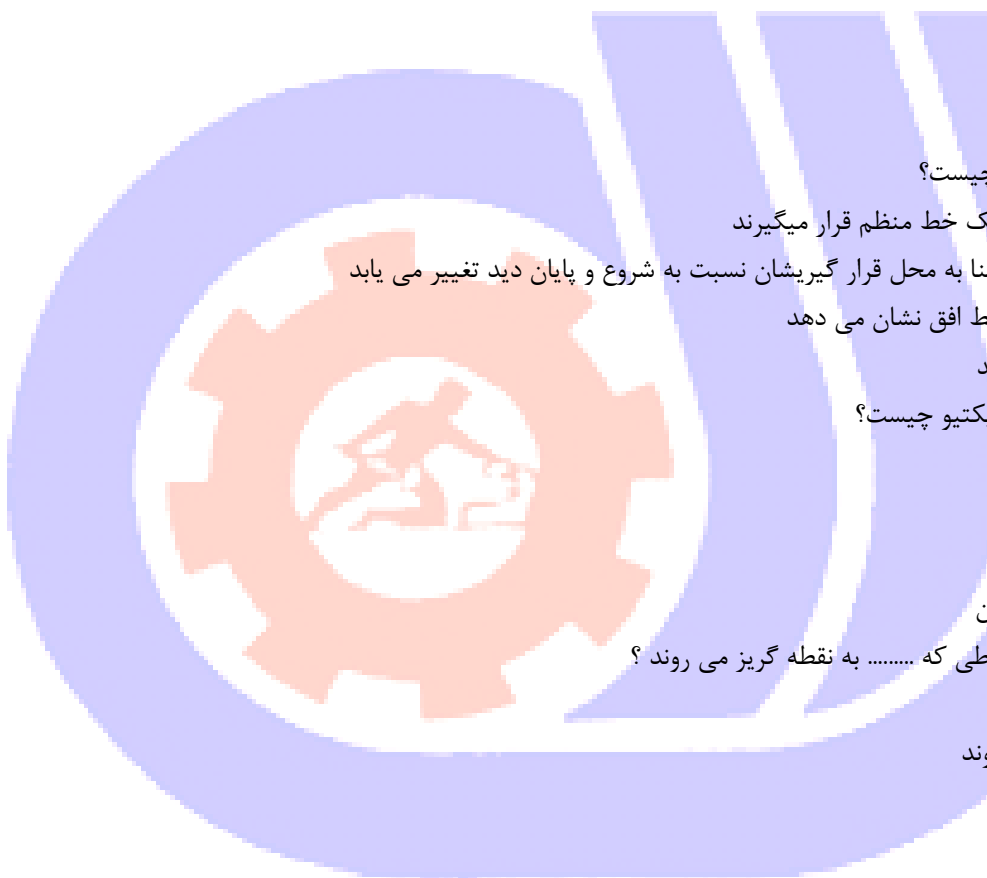 چیست؟
ک خط منظم قرار میگیرند
نا به محل قرار گیریشان نسبت به شروع و پایان دید تغییر می یابد
ط افق نشان می دهد
د
کتیو چیست؟
ن
طی که ......... به نقطه گریز می روند ؟
وند